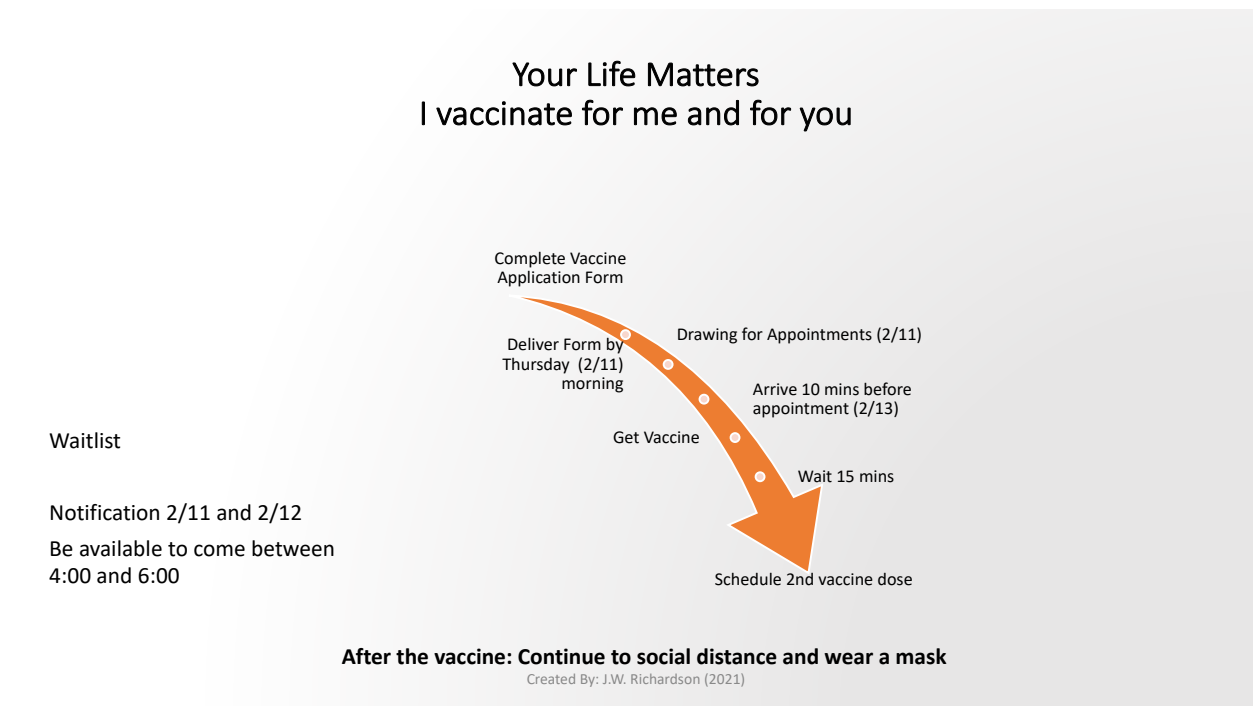 Your Life Matters
I vaccinate for me and for you
Complete Vaccine
Application Form
Deliver Form by
Thursday (2/11)
morning
Drawing for Appointments (2/11)
Arrive 10 mins before
appointment (2/13)
Get Vaccine
Wait 15 mins
Schedule 2nd vaccine dose
Waitlist
Notification 2/11 and 2/12
Be available to come between
4:00 and 6:00
After the vaccine: Continue to social distance and wear a mask
Created By: J.W. Richardson (2021)